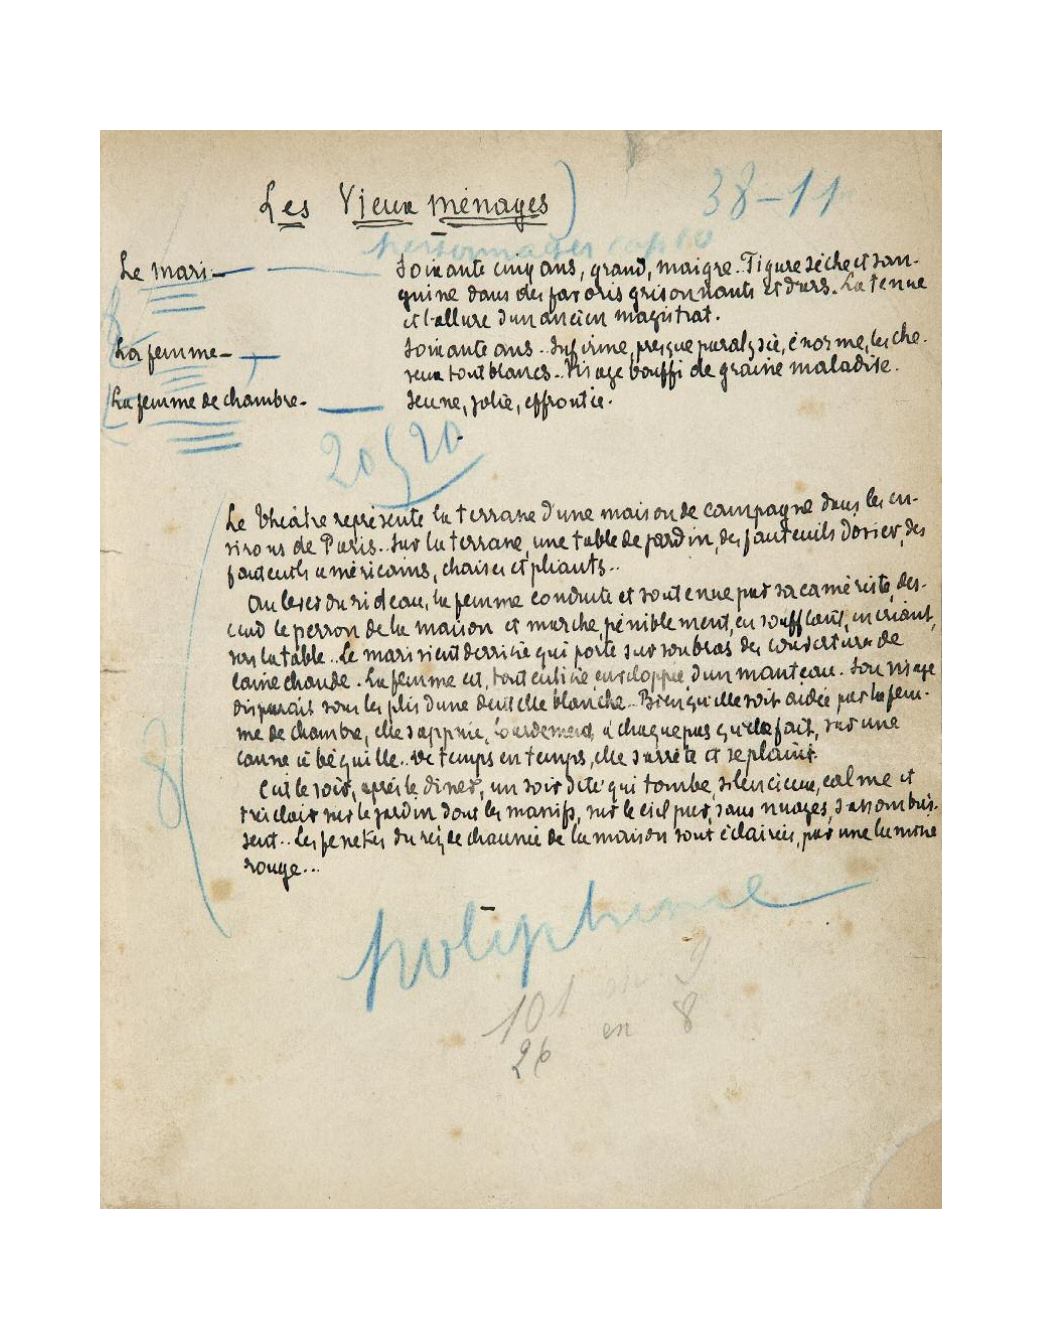 Les Vieux ménages
38-11
personnages
Le mari.— Soixante cinq ans, grand, maigre. Figure sèche et san-
guine dans des favoris grisonnants et durs. La tenue
et l'allure d'un ancien magistrat.
La femme— Soixante ans. Infirme, presque paralysée, énorme, les che-
veux tout blancs. Visage bouffi de graisse maladive.
La femme de chambre.— Jeune, jolie, effrontée.
20 20
Le théâtre représente la terrasse d'une maison de campagne dans les en-
virons de Paris. Sur la terrasse, une table de jardin, des fauteuils d'osier, des
fauteuils américains, chaises et pliants..
Au lever du rideau, la femme conduite et soutenue par sa camériste, des-
cend le perron de la maison et marche, péniblement, en soufflant, en criant,
vers la table.. Le mari vient derrière qui porte sur son bras des couvertures de
laine chaude. La femme est, tout entière, enveloppée d'un manteau. Son visage
disparaît sous les plis d'une dentelle blanche.. Bien qu'elle soit aidée par la fem-
me de chambre, elle s'appuie, lourdement, à chaque pas qu'elle fait, sur une
canne à béquille.. De temps en temps, elle s'arrête et se plaint.
C'est le soir, après le dîner, un soir d'été qui tombe, silencieux, calme et
très clair sur le jardin dont les massifs, sur le ciel pur, sans nuages, s'assombris-
sent.. Les fenêtres du rez de chaussée de la maison sont éclairées, par une lumière
rouge...
8
101 en 9
26 en 8